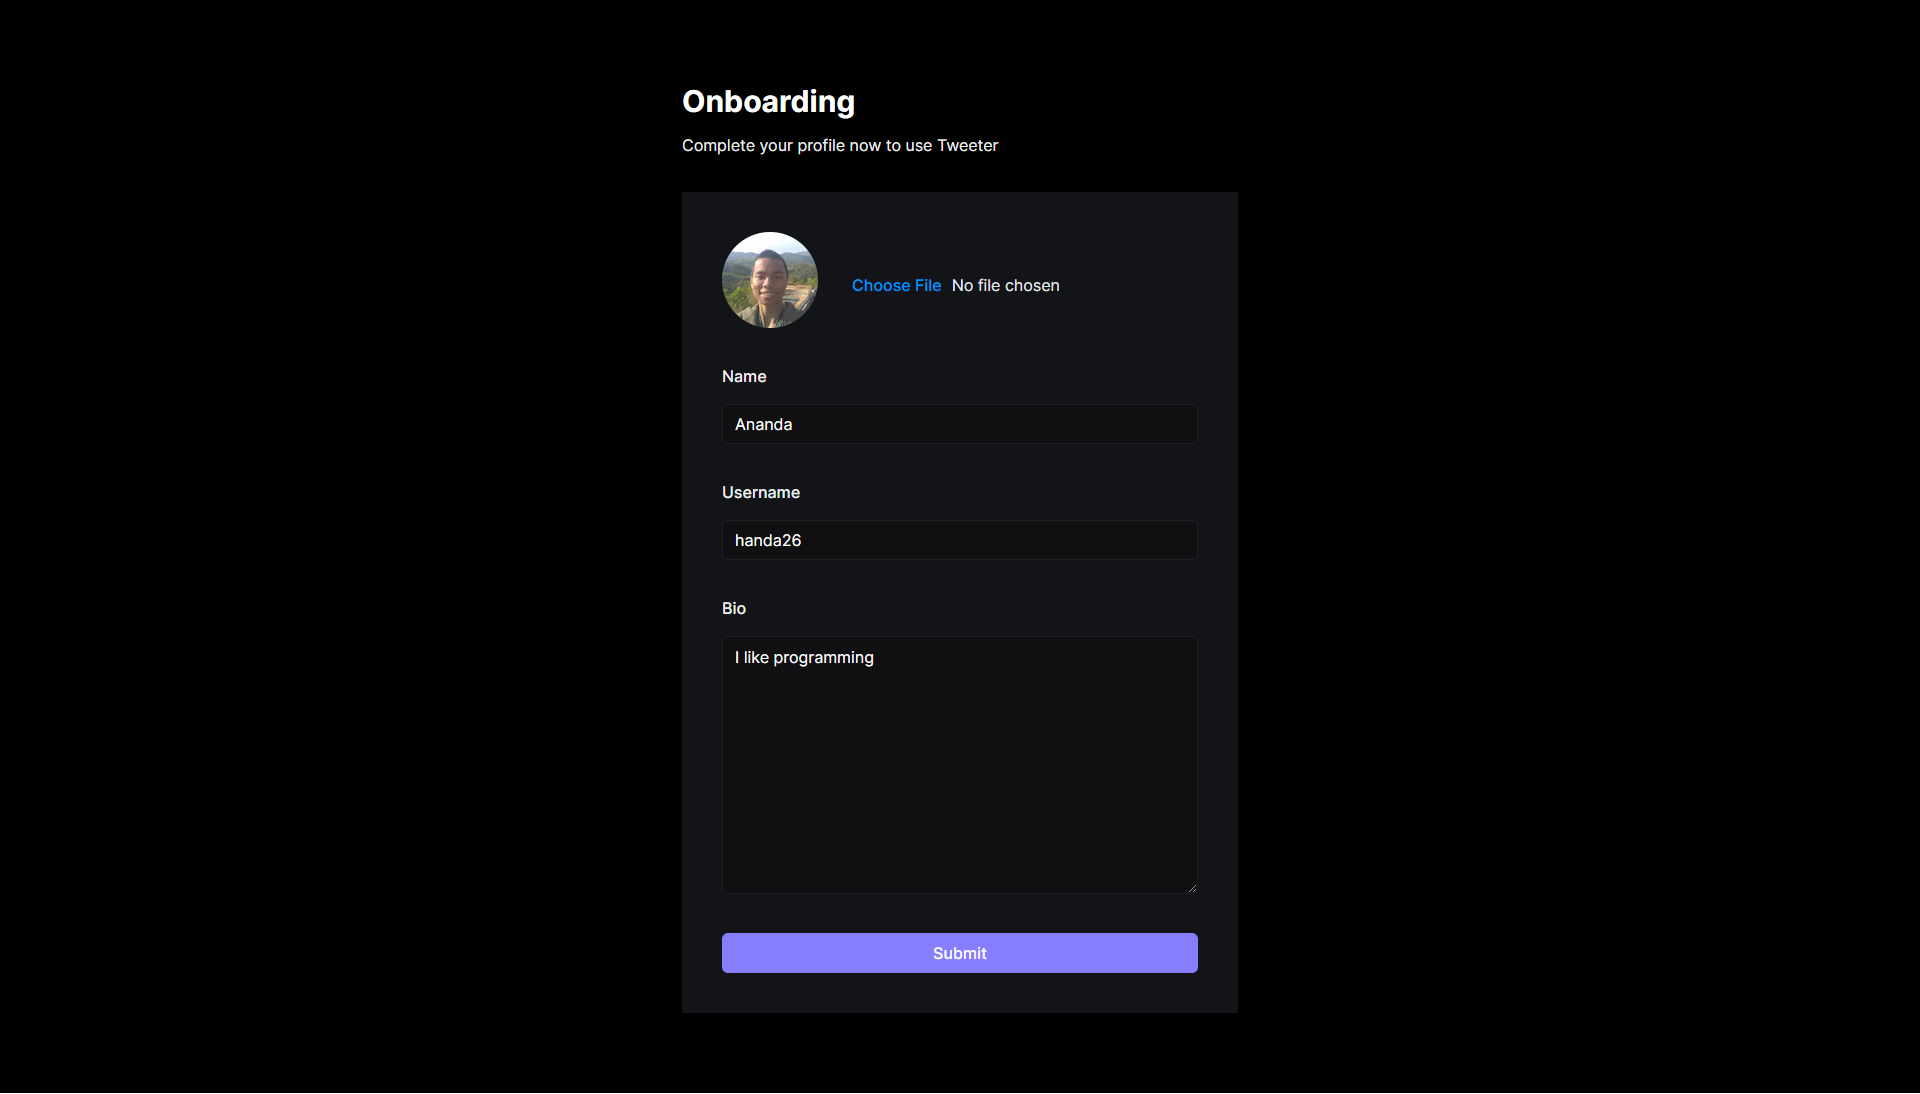 Onboarding
Complete your profile now to use Tweeter
Choose File No file chosen
Name
Ananda
Username
handa26
Bio
I like programming
Submit